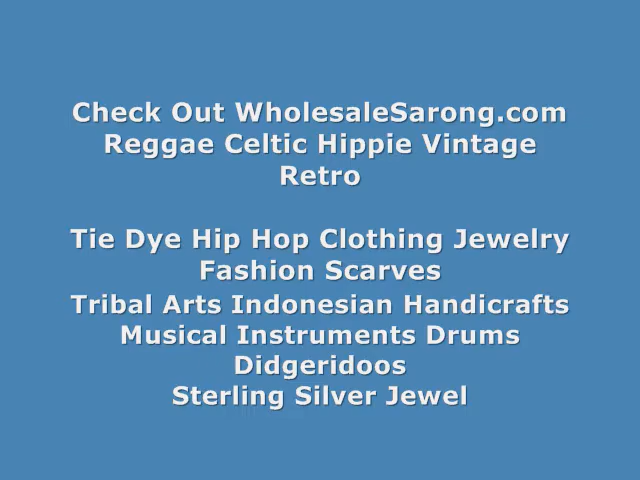 Check Out WholesaleSarong.com
Reggae Celtic Hippie Vintage
Retro
Tie Dye Hip Hop Clothing Jewelry
Fashion Scarves
Tribal Arts Indonesian Handicrafts
Musical Instruments Drums
Didgeridoos
Sterling Silver Jewel